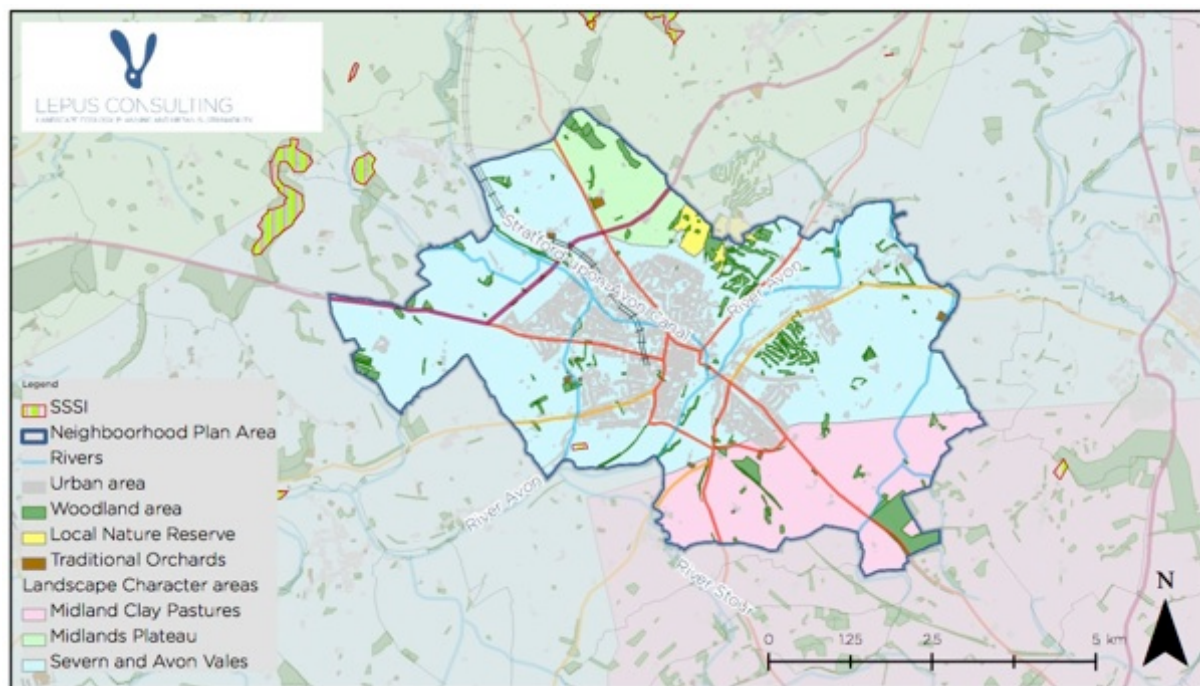 LEPUS CONSULTING
Stratford-upon-Avon Canal
River Avon
River Avon
Legend
SSSI
Neighboorhood Plan Area
Rivers
Urban area
Woodland area
Local Nature Reserve
Traditional Orchards
Landscape Character areas
Midland Clay Pastures
Midlands Plateau
Severn and Avon Vales
River Stour
N
0 1.25 2.5 5 km